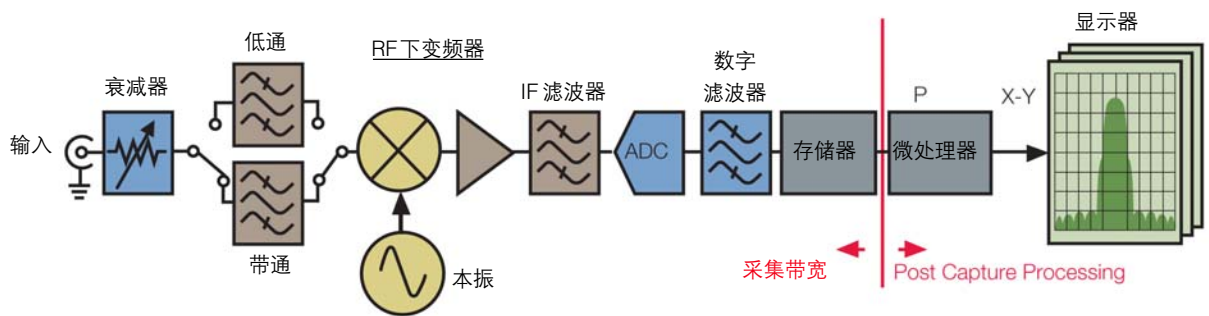 显示器
低通
RF下变频器
数字
滤波器
衰减器
IF 滤波器
P
X-Y
输入
ADC
存储器
微处理器
带通
本振
采集带宽
Post Capture Processing